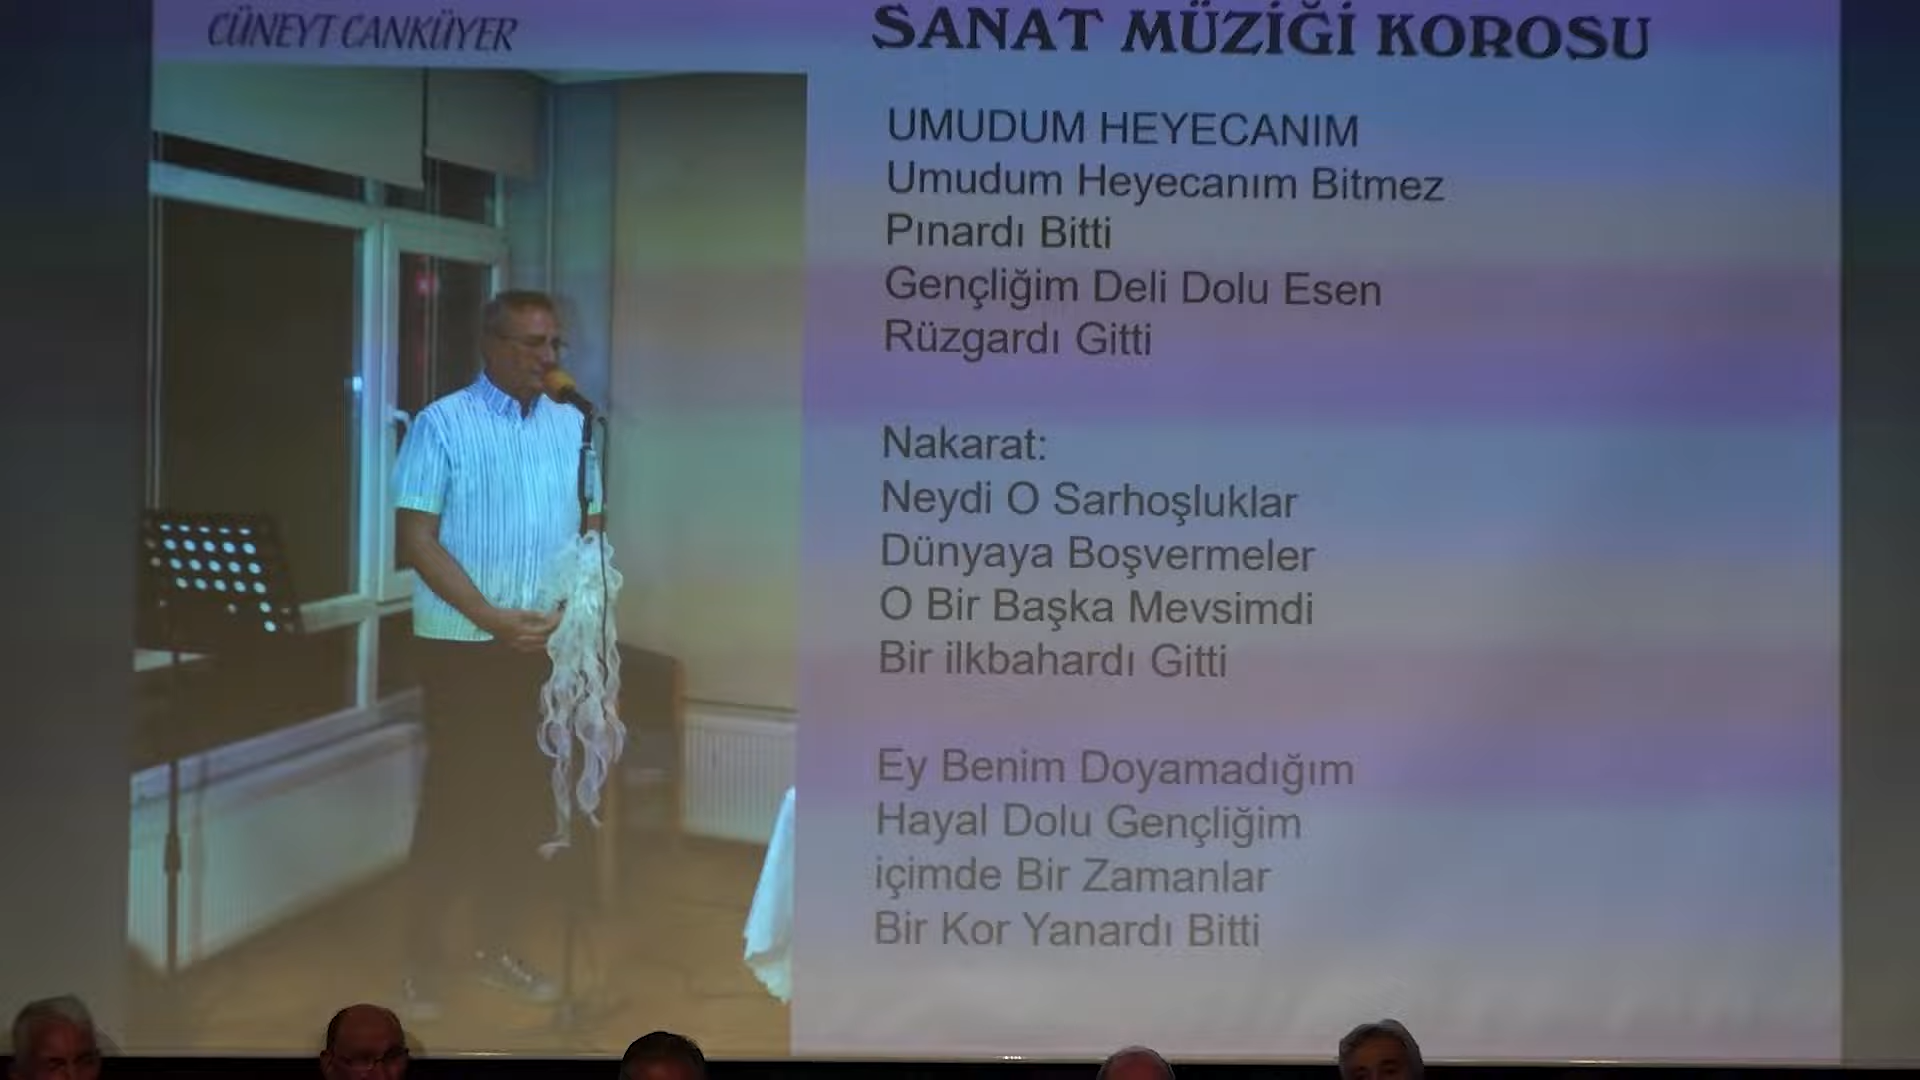 CÜNEYT CANKÜYER
SANAT MÜZİĞİ KOROSU
UMUDUM HEYECANIM
Umudum Heyecanım Bitmez
Pınardı Bitti
Gençliğim Deli Dolu Esen
Rüzgardı Gitti
Nakarat:
Neydi O Sarhoşluklar
Dünyaya Boşvermeler
O Bir Başka Mevsimdi
Bir ilkbahardı Gitti
Ey Benim Doyamadığım
Hayal Dolu Gençliğim
içimde Bir Zamanlar
Bir Kor Yanardı Bitti